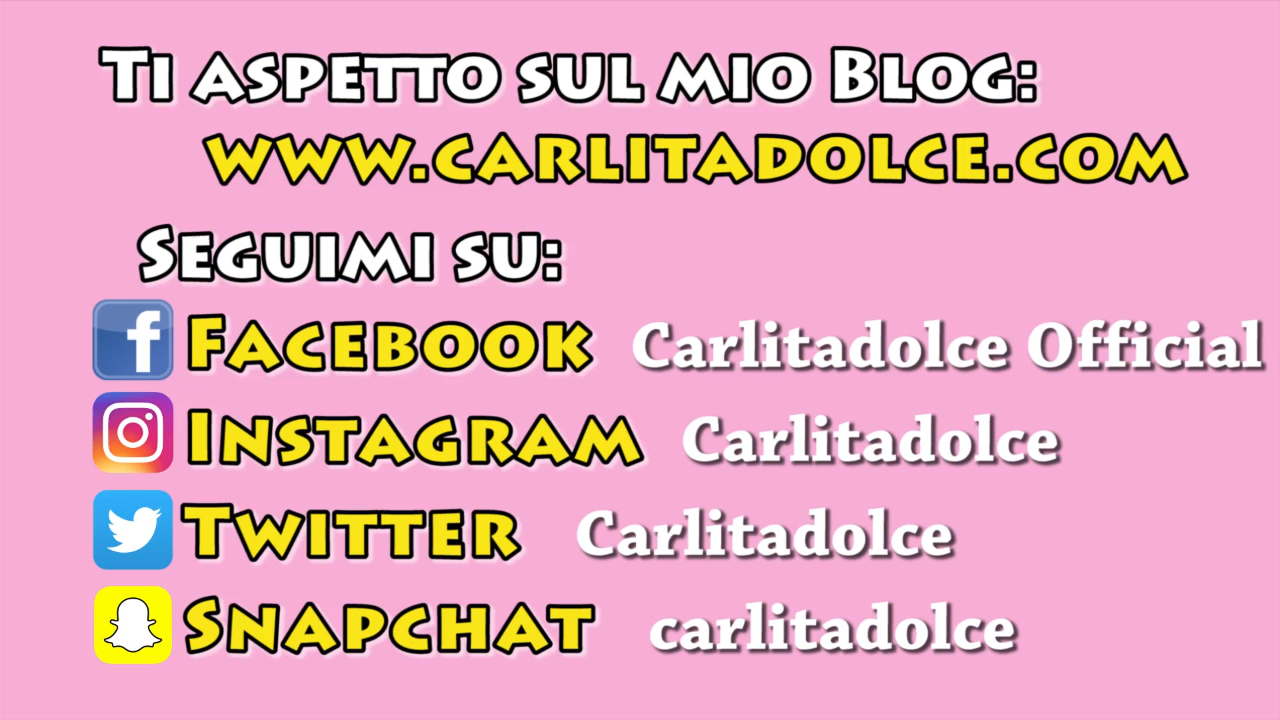 Ti aspetto sul mio Blog:
www.carlitadolce.com
Seguimi su:
Facebook Carlitadolce Official
Instagram Carlitadolce
Twitter Carlitadolce
Snapchat carlitadolce